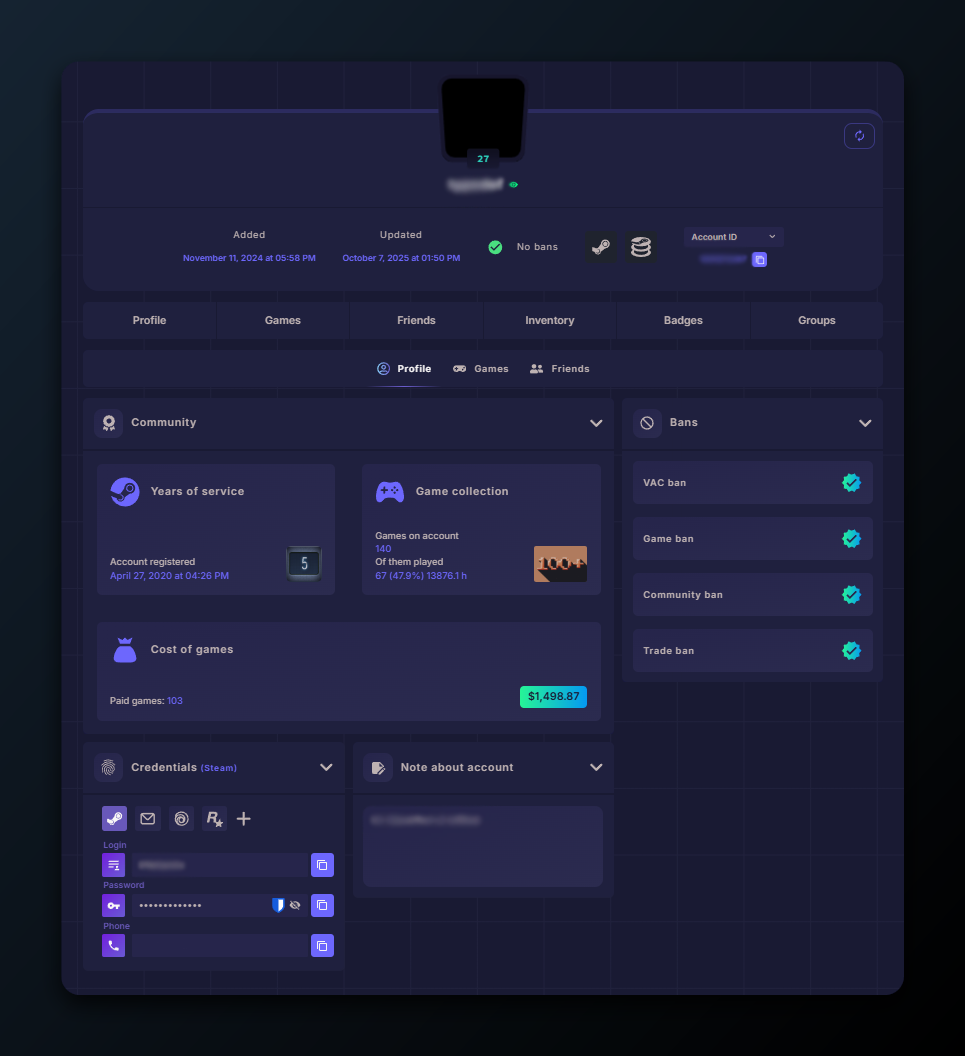 27
Added
November 11, 2024 at 05:58 PM
Updated
October 7, 2025 at 01:50 PM
No bans
Account ID
Profile
Games
Friends
Inventory
Badges
Groups
Profile
Games
Friends
Community
Years of service
Account registered
April 27, 2020 at 04:26 PM
5
Game collection
Games on account
140
Of them played
67 (47.9%) 13876.1 h
100+
Cost of games
Paid games: 103
$1,498.87
Bans
VAC ban
Game ban
Community ban
Trade ban
Credentials (Steam)
R
Login
Password
•••••••••••••
Phone
Note about account